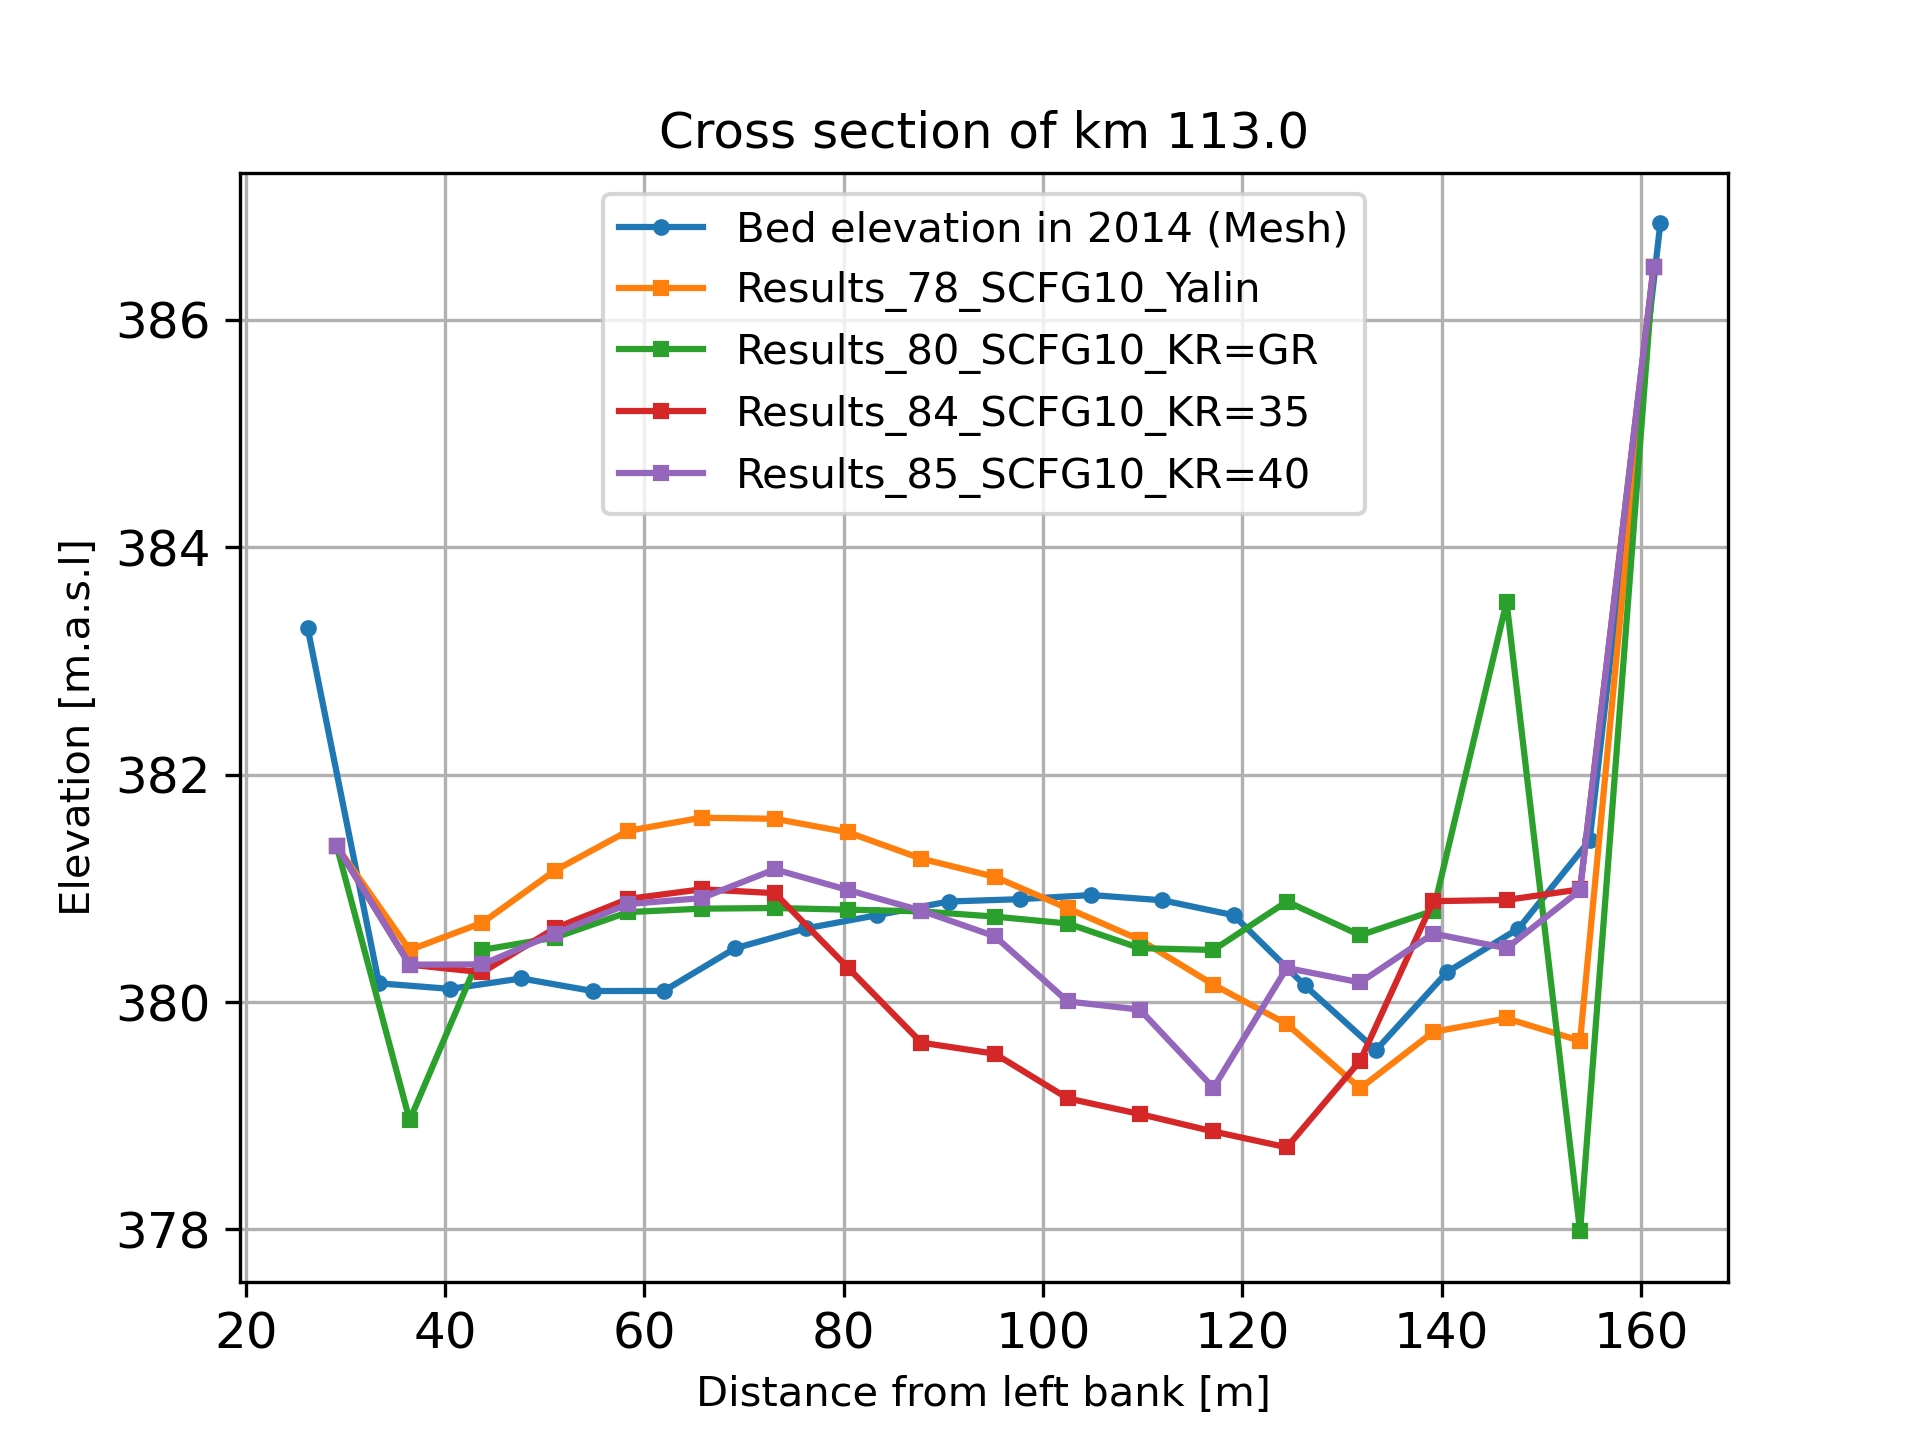 Cross section of km 113.0
Bed elevation in 2014 (Mesh)
Results_78_SCFG10_Yalin
Results_80_SCFG10_KR=GR
Results_84_SCFG10_KR=35
Results_85_SCFG10_KR=40
Elevation [m.a.s.l]
386
384
382
380
378
20 40 60 80 100 120 140 160
Distance from left bank [m]